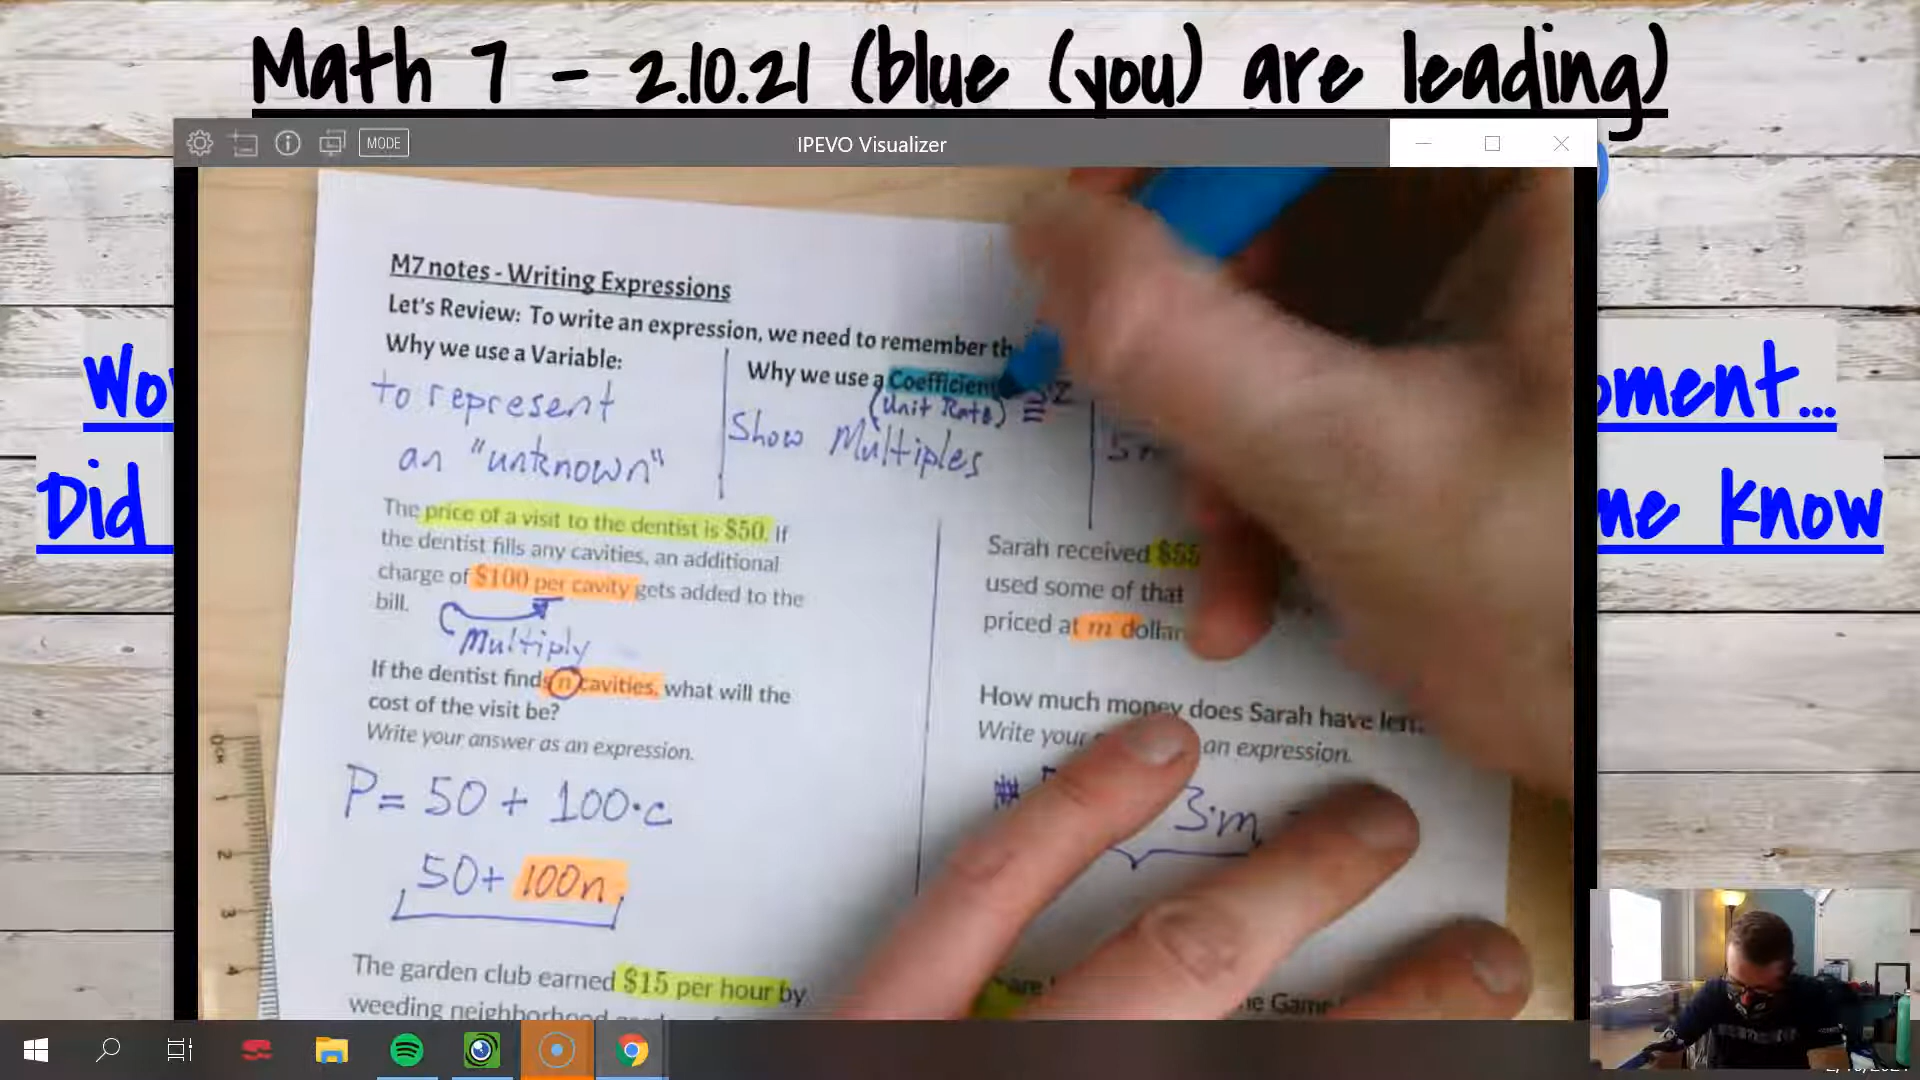 Math 7 - 2.10.21 (blue (you) are leading)
MODE
IPEVO Visualizer
M7 notes - Writing Expressions
Let's Review: To write an expression, we need to remember
Why we use a Variable:
to represent
an "unknown"
Why we use a Coefficient
(Unit Rate)
Show Multiples
The price of a visit to the dentist is $50. If
the dentist fills any cavities, an additional
charge of $100 per cavity gets added to the
bill.
Multiply
If the dentist finds n cavities, what will the
cost of the visit be?
Write your answer as an expression.
P = 50 + 100·c
50 + 100n
Sarah received $55
used some of that
priced at m
How much money does Sarah have
Write your an expression.
3·m
The garden club earned $15 per hour by
weeding neighborhood
are
Game
Did
me know